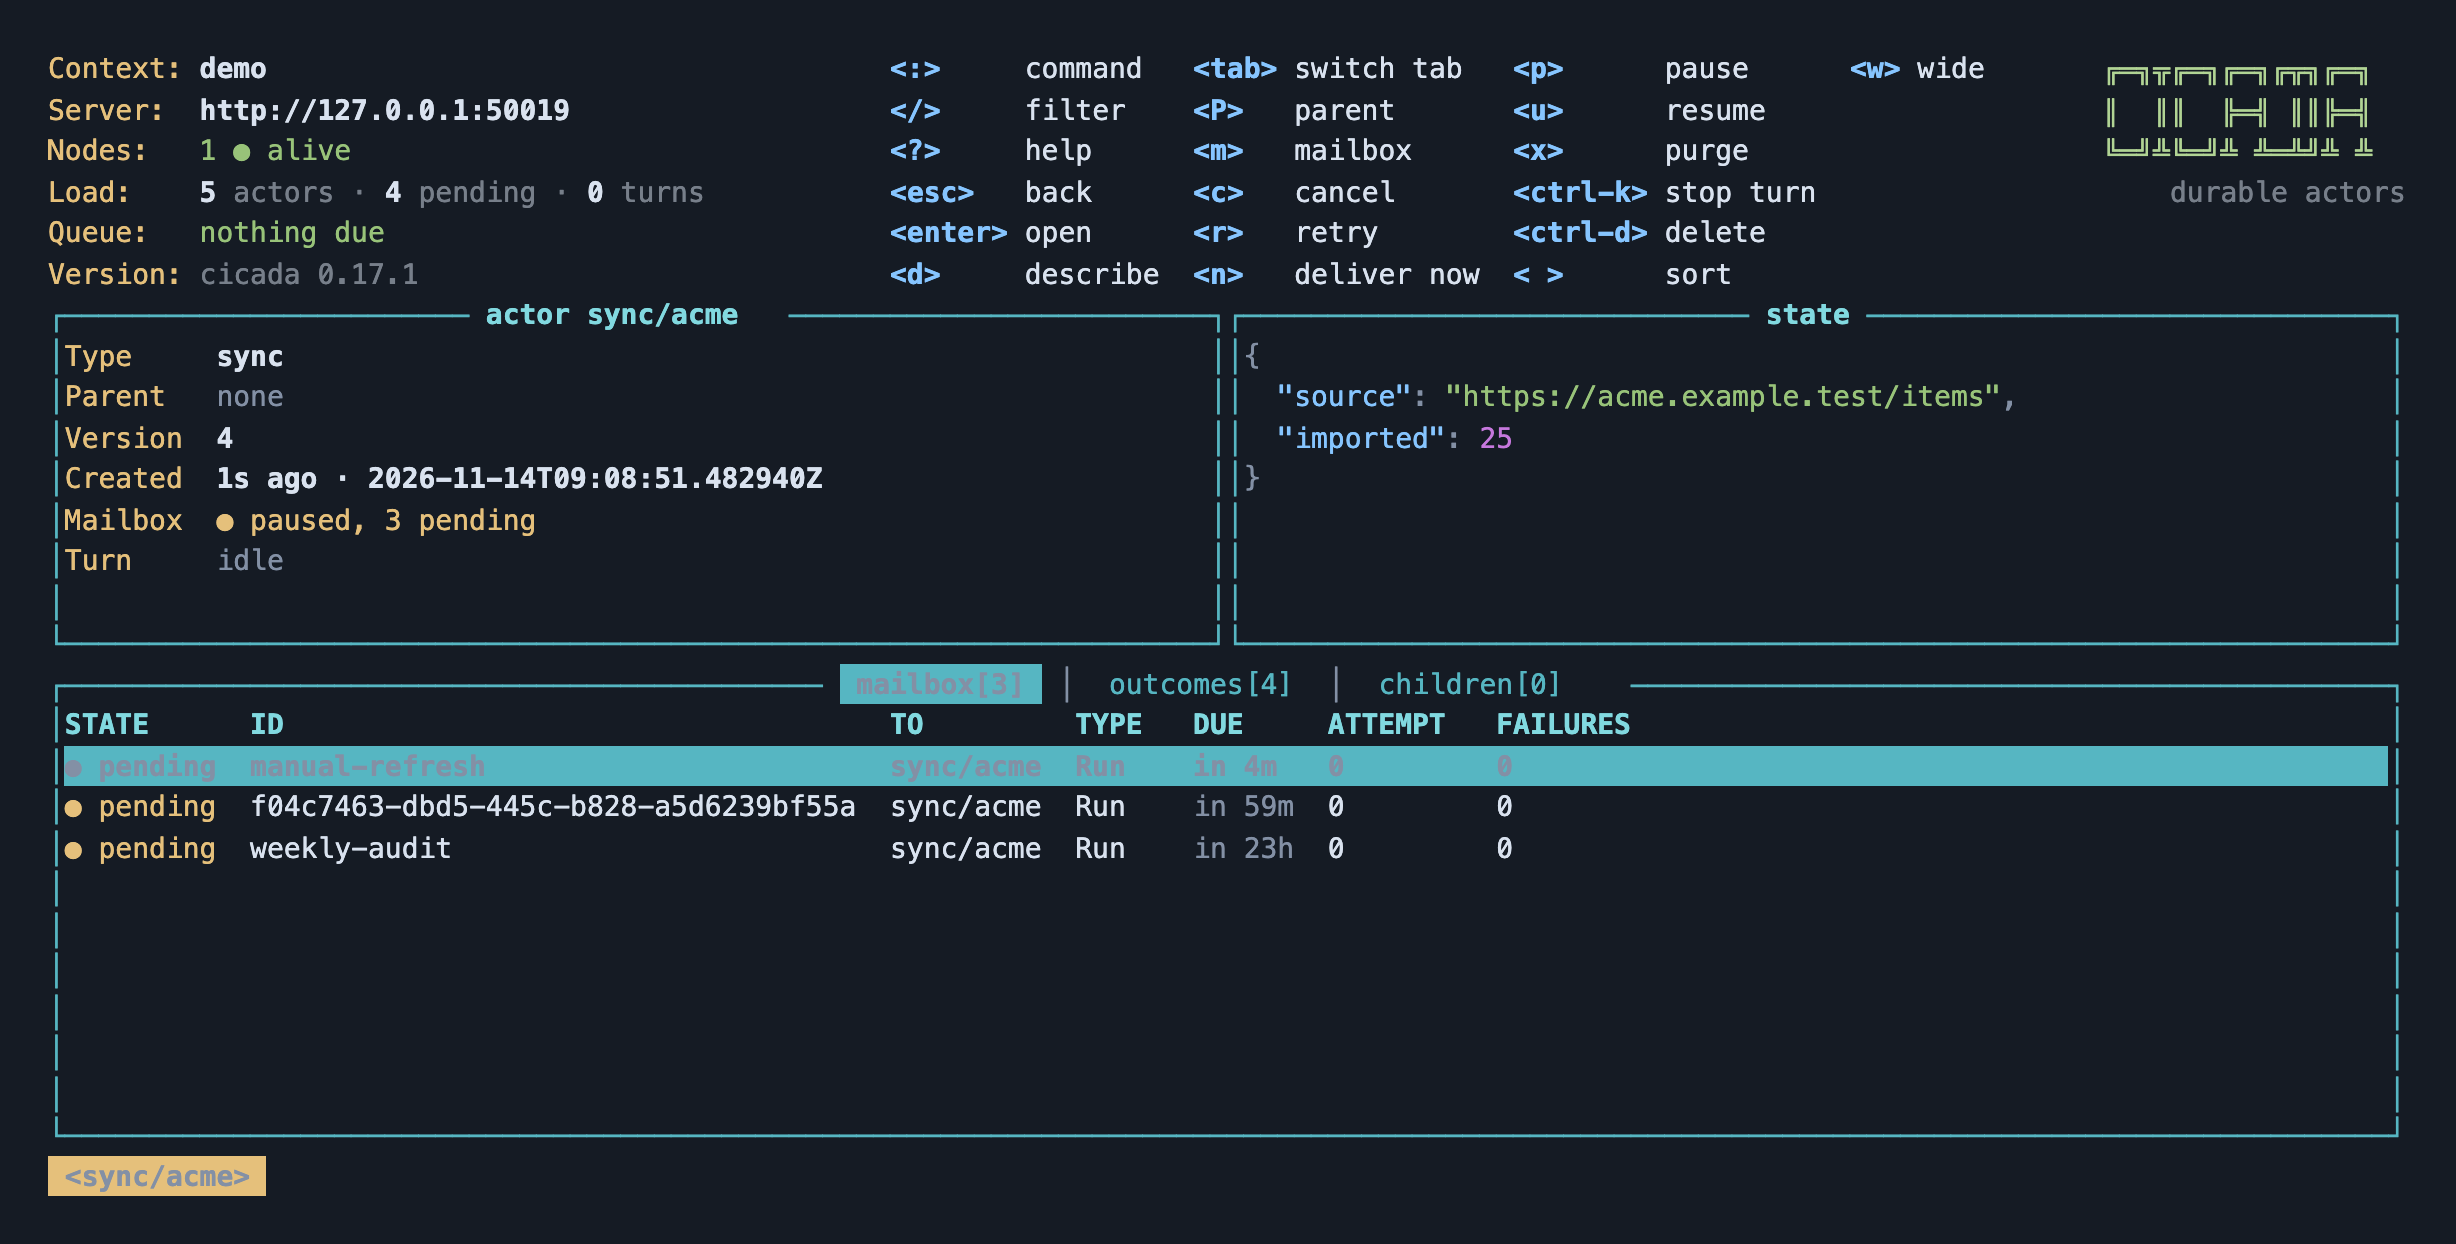 Context: demo <:> command <tab> switch tab <p> pause <w> wide
Server: http://127.0.0.1:50019 </> filter <P> parent <u> resume
Nodes: 1 ● alive <?> help <m> mailbox <x> purge
Load: 5 actors · 4 pending · 0 turns <esc> back <c> cancel <ctrl-k> stop turn
durable actors
Queue: nothing due <enter> open <r> retry <ctrl-d> delete
Version: cicada 0.17.1 <d> describe <n> deliver now < > sort
actor sync/acme
Type sync
Parent none
Version 4
Created 1s ago · 2026-11-14T09:08:51.482940Z
Mailbox ● paused, 3 pending
Turn idle
state
{
"source": "https://acme.example.test/items",
"imported": 25
}
mailbox[3] │ outcomes[4] │ children[0]
STATE ID TO TYPE DUE ATTEMPT FAILURES
● pending manual-refresh sync/acme Run in 4m 0 0
● pending f04c7463-dbd5-445c-b828-a5d6239bf55a sync/acme Run in 59m 0 0
● pending weekly-audit sync/acme Run in 23h 0 0
<sync/acme>